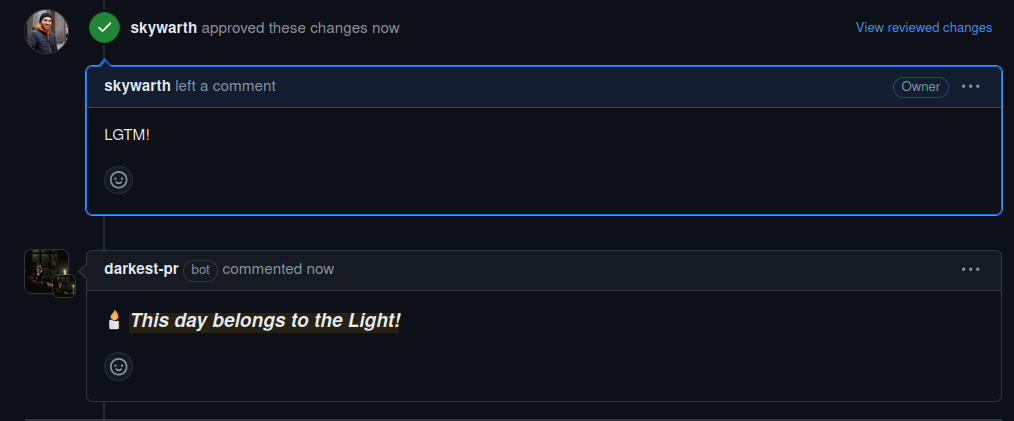 skywarth approved these changes now
View reviewed changes
skywarth left a comment
Owner
LGTM!
darkest-pr bot commented now
This day belongs to the Light!